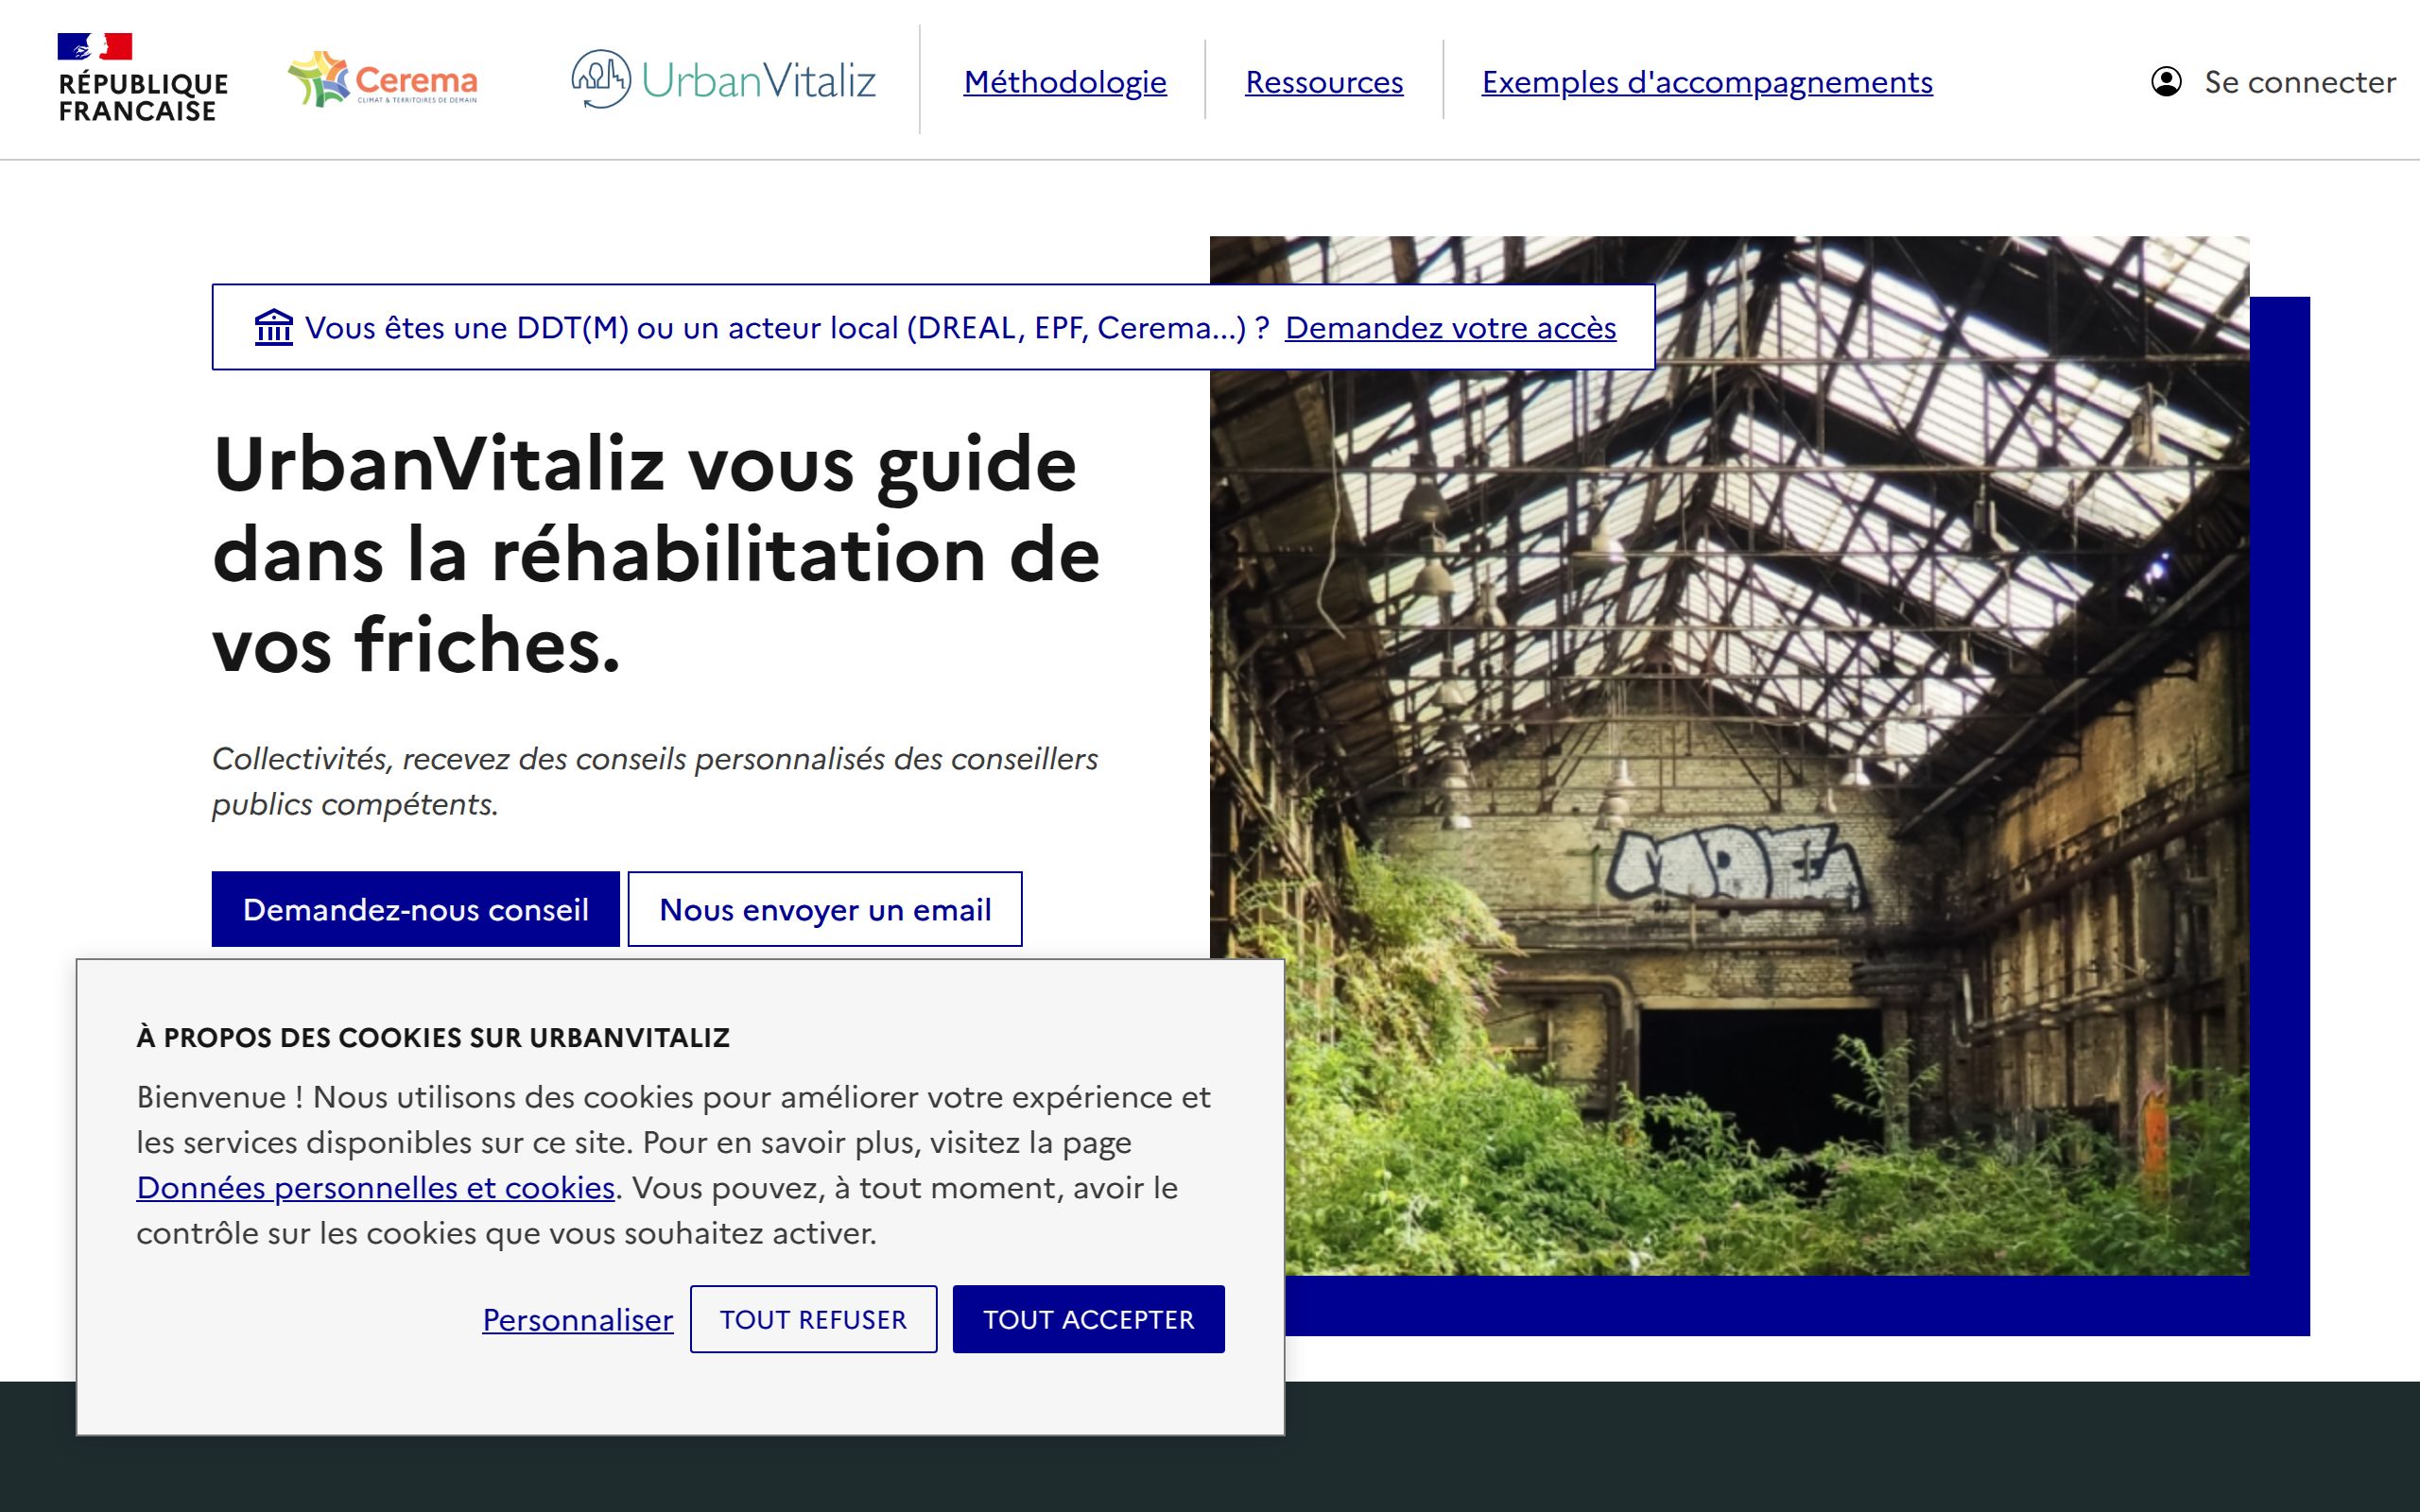 RÉPUBLIQUE
FRANCAISE
Cerema
CLIMAT & TERRITOIRES DE DEMAIN
UrbanVitaliz
Méthodologie
Ressources
Exemples d'accompagnements
Se connecter
Vous êtes une DDT(M) ou un acteur local (DREAL, EPF, Cerema...) ? Demandez votre accès
UrbanVitaliz vous guide
dans la réhabilitation de
vos friches.
Collectivités, recevez des conseils personnalisés des conseillers
publics compétents.
Demandez-nous conseil
Nous envoyer un email
À PROPOS DES COOKIES SUR URBANVITALIZ
Bienvenue ! Nous utilisons des cookies pour améliorer votre expérience et
les services disponibles sur ce site. Pour en savoir plus, visitez la page
Données personnelles et cookies. Vous pouvez, à tout moment, avoir le
contrôle sur les cookies que vous souhaitez activer.
Personnaliser
TOUT REFUSER
TOUT ACCEPTER